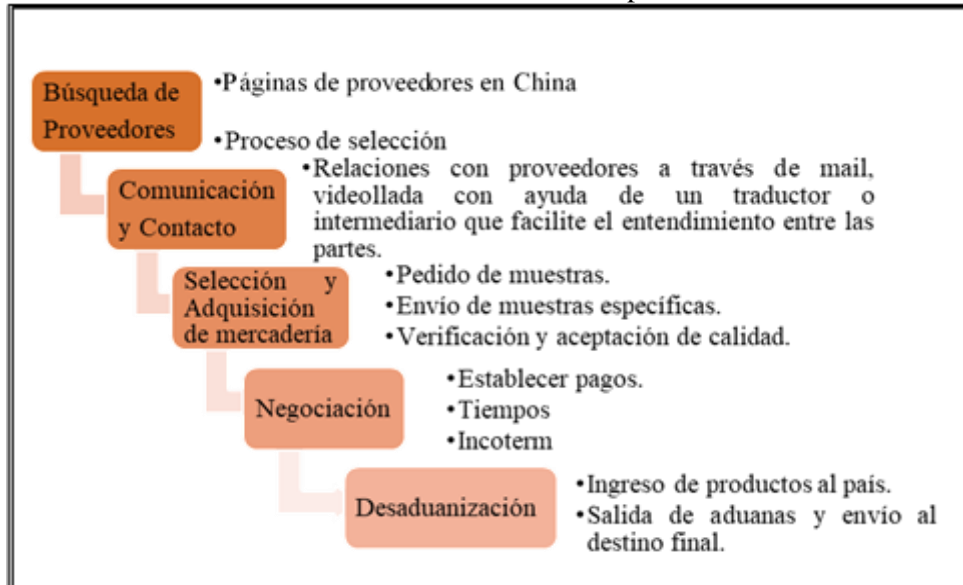 Búsqueda de
Proveedores
•Páginas de proveedores en China
•Proceso de selección
Comunicación
y Contacto
•Relaciones con proveedores a través de mail,
videollada con ayuda de un traductor o
intermediario que facilite el entendimiento entre las
partes.
Selección y
Adquisición
de mercadería
•Pedido de muestras.
•Envío de muestras específicas.
•Verificación y aceptación de calidad.
Negociación
•Establecer pagos.
•Tiempos
•Incoterm
Desaduanización
•Ingreso de productos al país.
•Salida de aduanas y envío al
destino final.